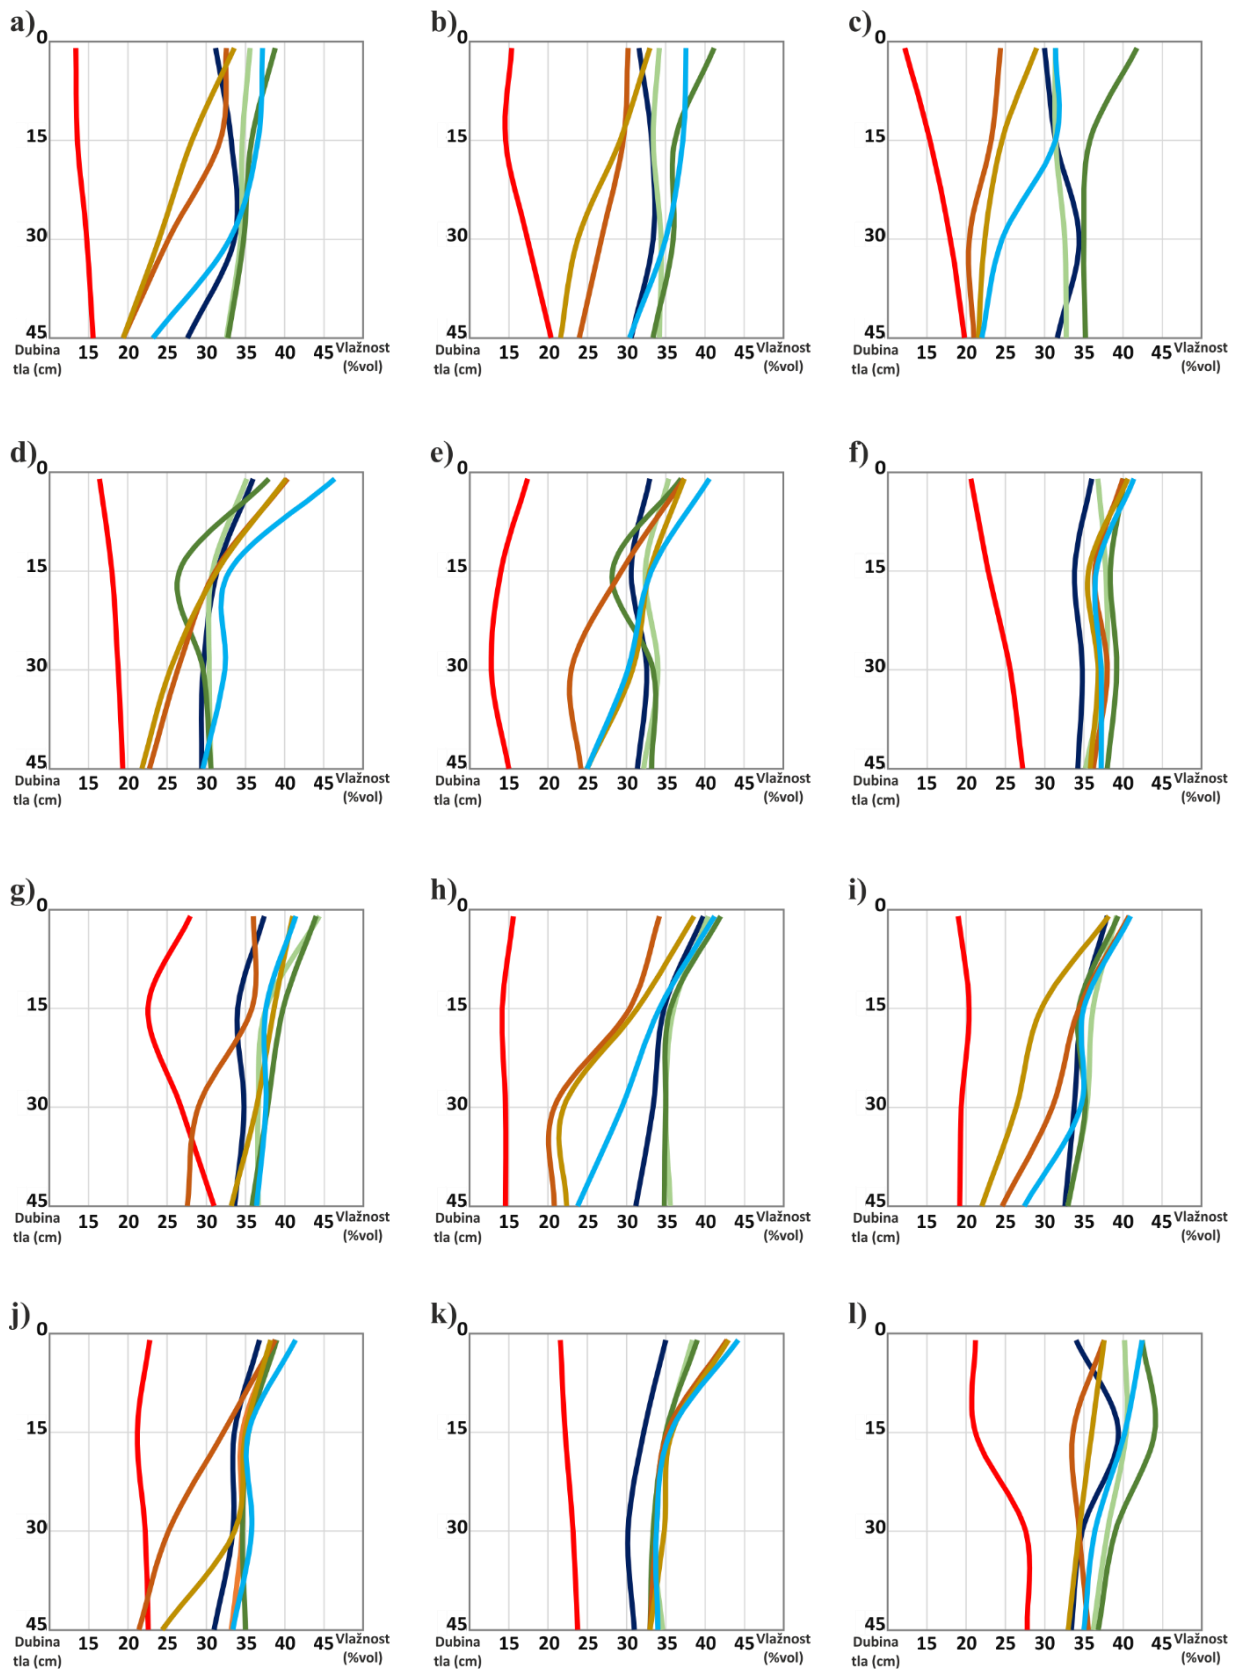 a) b) c)
0 0 0
15 15 15
30 30 30
45 45 45
Dubina 15 20 25 30 35 40 45 Vlažnost Dubina 15 20 25 30 35 40 45 Vlažnost Dubina 15 20 25 30 35 40 45 Vlažnost
tla (cm) (%vol) tla (cm) (%vol) tla (cm) (%vol)
d) e) f)
0 0 0
15 15 15
30 30 30
45 45 45
Dubina 15 20 25 30 35 40 45 Vlažnost Dubina 15 20 25 30 35 40 45 Vlažnost Dubina 15 20 25 30 35 40 45 Vlažnost
tla (cm) (%vol) tla (cm) (%vol) tla (cm) (%vol)
g) h) i)
0 0 0
15 15 15
30 30 30
45 45 45
Dubina 15 20 25 30 35 40 45 Vlažnost Dubina 15 20 25 30 35 40 45 Vlažnost Dubina 15 20 25 30 35 40 45 Vlažnost
tla (cm) (%vol) tla (cm) (%vol) tla (cm) (%vol)
j) k) l)
0 0 0
15 15 15
30 30 30
45 45 45
Dubina 15 20 25 30 35 40 45 Vlažnost Dubina 15 20 25 30 35 40 45 Vlažnost Dubina 15 20 25 30 35 40 45 Vlažnost
tla (cm) (%vol) tla (cm) (%vol) tla (cm) (%vol)